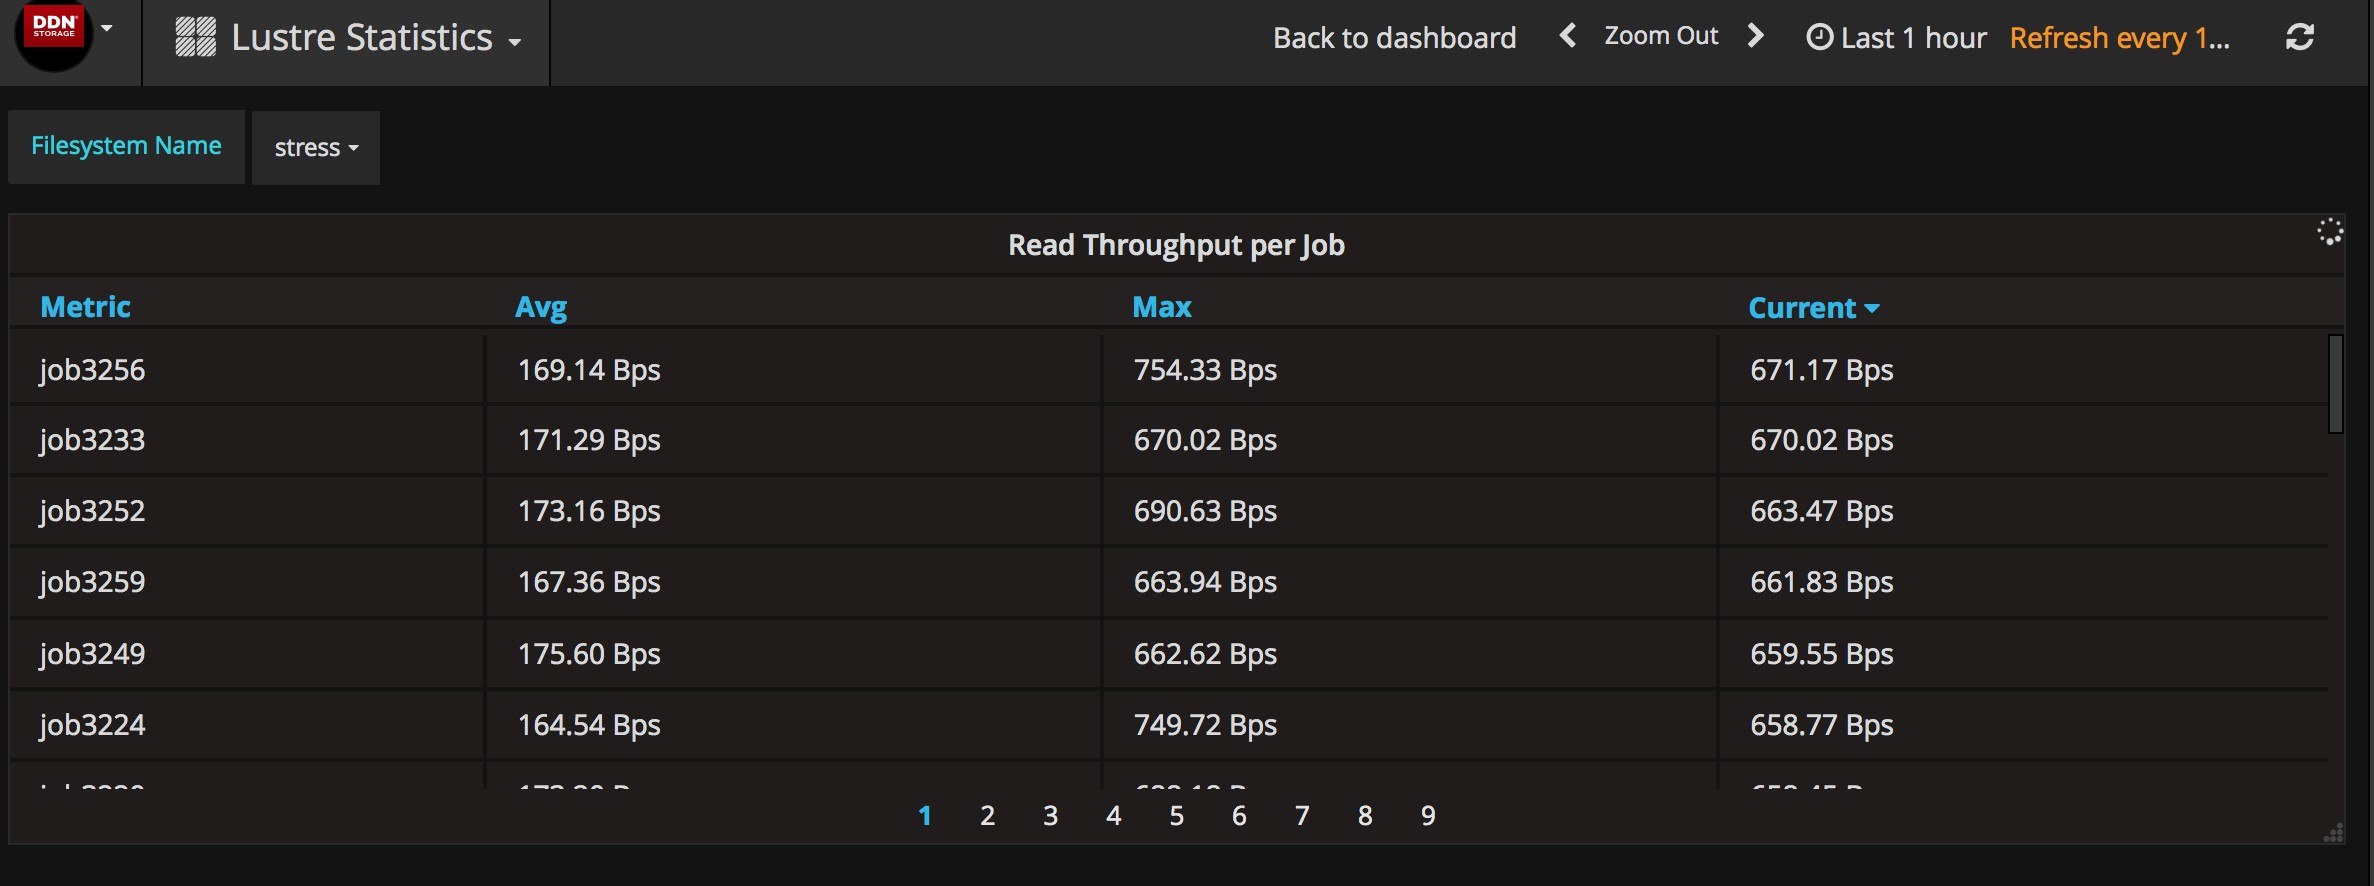 DDN
STORAGE
Lustre Statistics
Back to dashboard
Zoom Out
Last 1 hour
Refresh every 1...
Filesystem Name
stress
Read Throughput per Job
Metric Avg Max Current
job3256 169.14 Bps 754.33 Bps 671.17 Bps
job3233 171.29 Bps 670.02 Bps 670.02 Bps
job3252 173.16 Bps 690.63 Bps 663.47 Bps
job3259 167.36 Bps 663.94 Bps 661.83 Bps
job3249 175.60 Bps 662.62 Bps 659.55 Bps
job3224 164.54 Bps 749.72 Bps 658.77 Bps
1 2 3 4 5 6 7 8 9